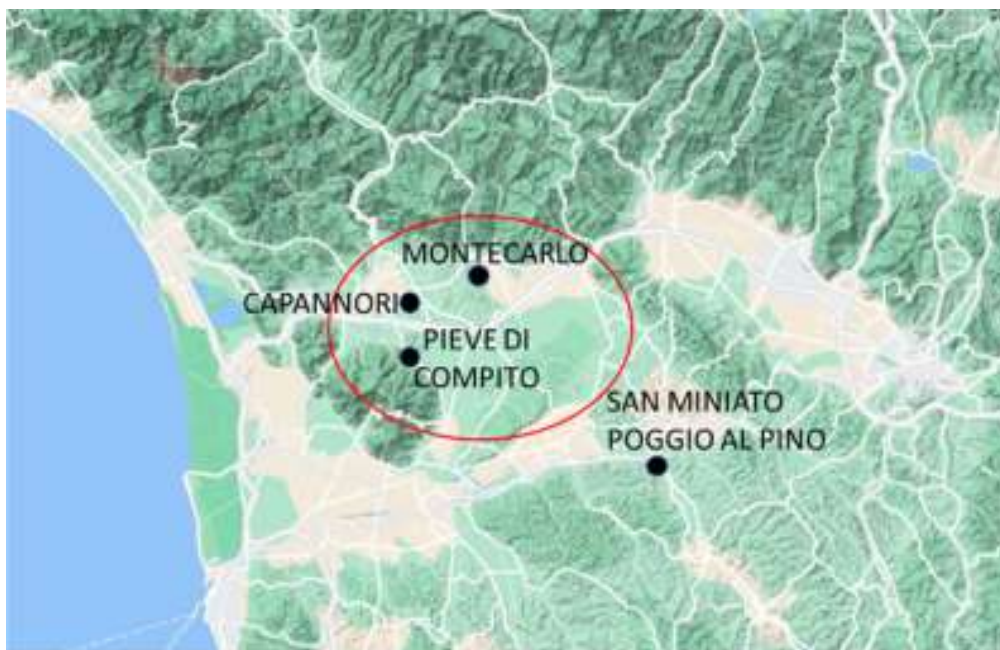 MONTECARLO
CAPANNORI
PIEVE DI
COMPITO
SAN MINIATO
POGGIO AL PINO